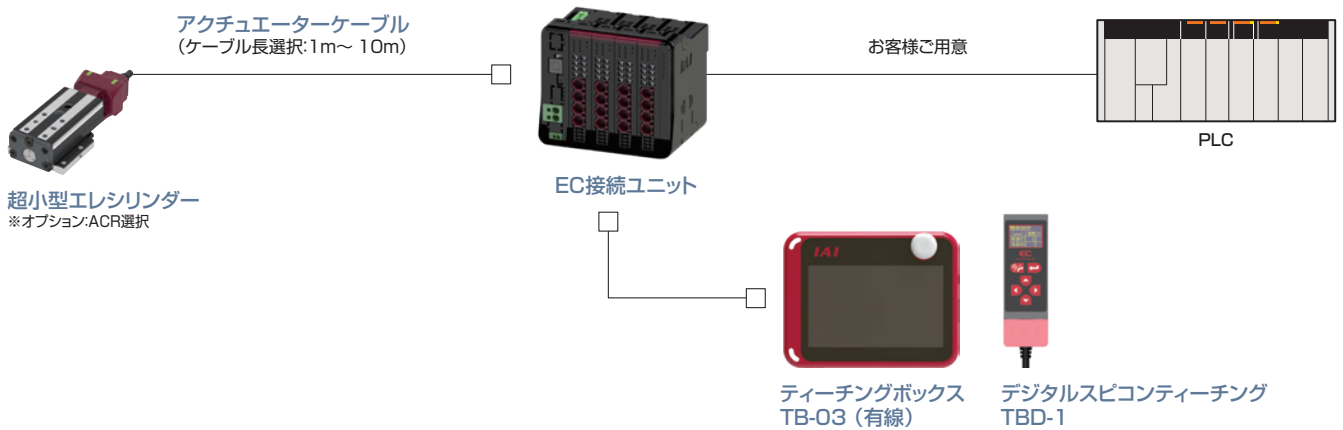 アクチュエーターケーブル
（ケーブル長選択:1m〜 10m）
お客様ご用意
PLC
超小型エレシリンダー
※オプション:ACR選択
EC接続ユニット
IAI
ティーチングボックス
TB-03（有線）
デジタルスピコンティーチング
TBD-1